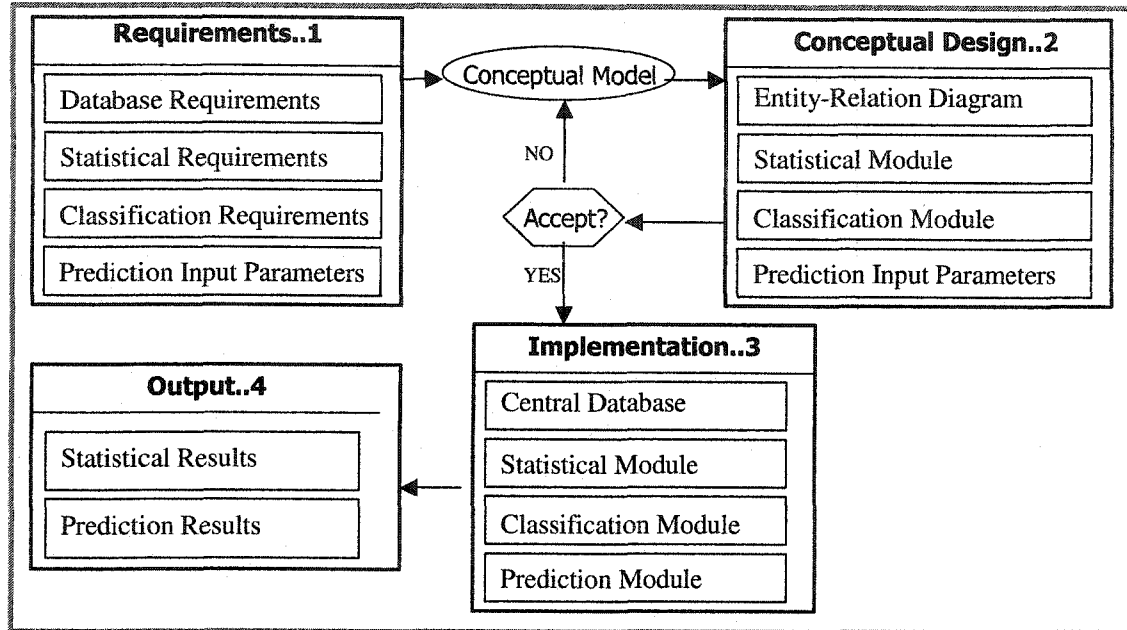 Requirements..1
Database Requirements
Statistical Requirements
Classification Requirements
Prediction Input Parameters
Conceptual Model
Conceptual Design..2
Entity-Relation Diagram
Statistical Module
Classification Module
Prediction Input Parameters
NO
Accept?
YES
Implementation..3
Central Database
Statistical Module
Classification Module
Prediction Module
Output..4
Statistical Results
Prediction Results